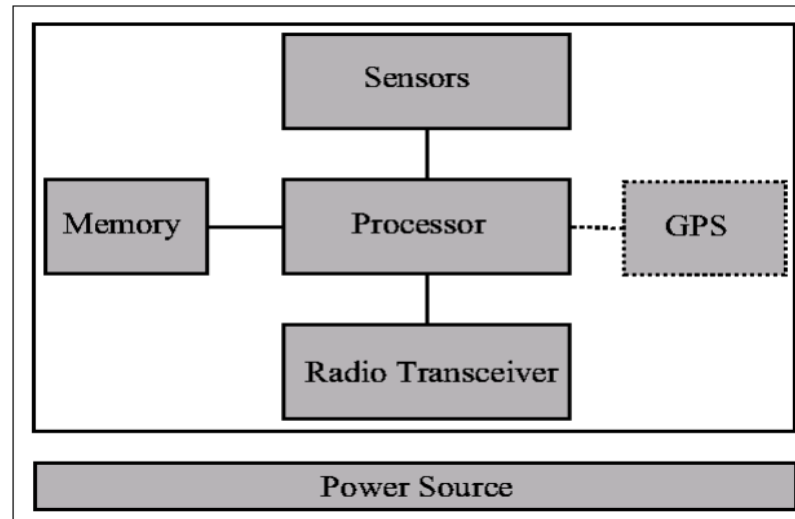 Sensors
Memory
Processor
GPS
Radio Transceiver
Power Source